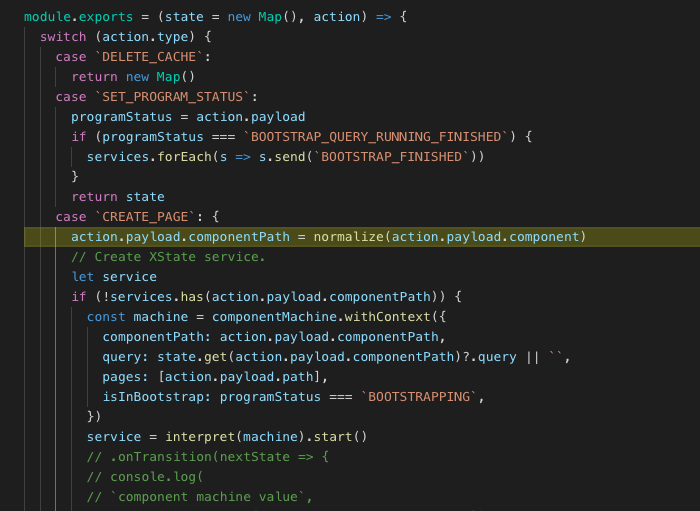 module.exports = (state = new Map(), action) => {
  switch (action.type) {
    case `DELETE_CACHE`:
      return new Map()
    case `SET_PROGRAM_STATUS`:
      programStatus = action.payload
      if (programStatus === `BOOTSTRAP_QUERY_RUNNING_FINISHED`) {
        services.forEach(s => s.send(`BOOTSTRAP_FINISHED`))
      }
      return state
    case `CREATE_PAGE`: {
      action.payload.componentPath = normalize(action.payload.component)
      // Create XState service.
      let service
      if (!services.has(action.payload.componentPath)) {
        const machine = componentMachine.withContext({
          componentPath: action.payload.componentPath,
          query: state.get(action.payload.componentPath)?.query || ``,
          pages: [action.payload.path],
          isInBootstrap: programStatus === `BOOTSTRAPPING`,
        })
        service = interpret(machine).start()
        // .onTransition(nextState => {
        // console.log(
        // `component machine value`,